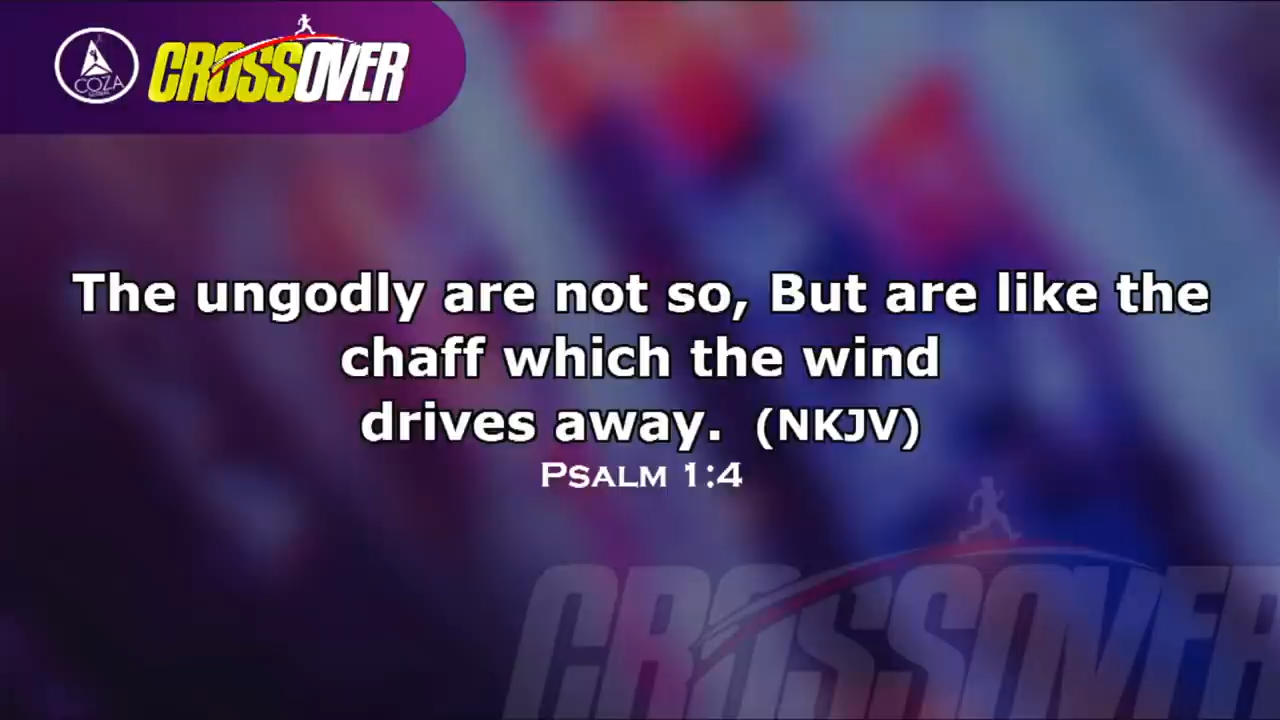 COZA
CROSSOVER
The ungodly are not so, But are like the
chaff which the wind
drives away. (NKJV)
Psalm 1:4
CROSSOVER